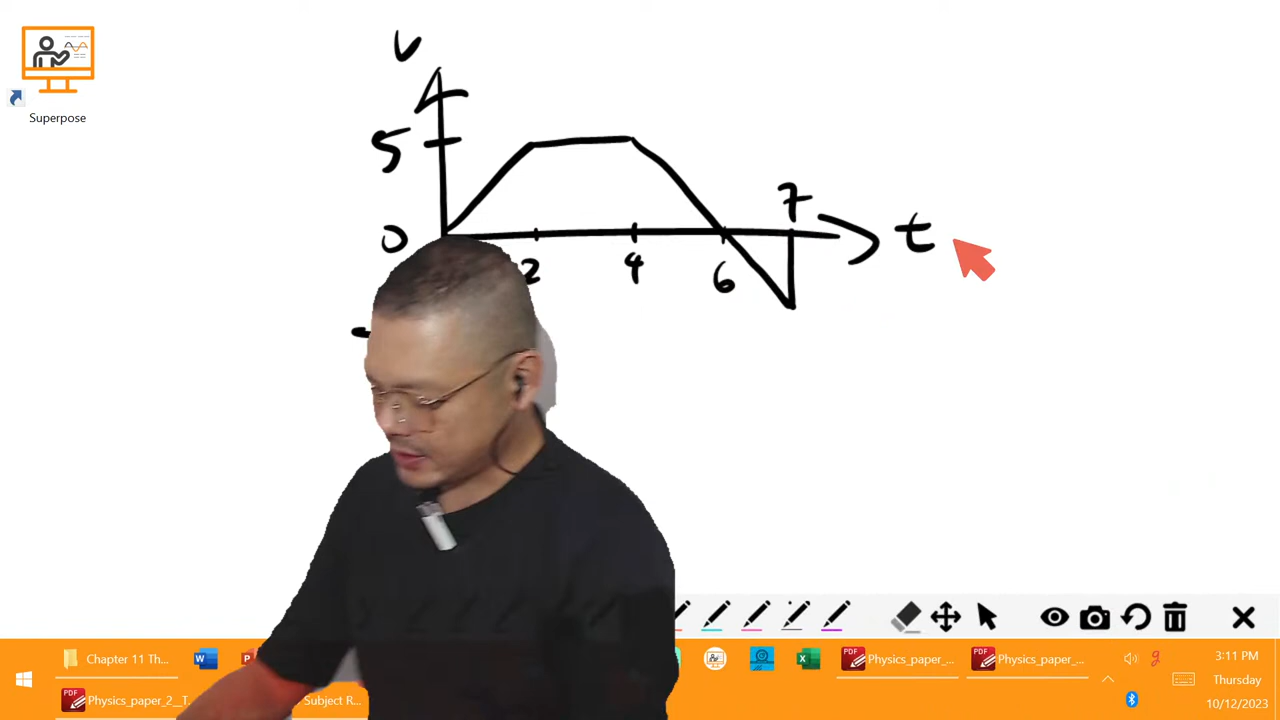 v
Superpose
5
7
0
t
2
4
6
Chapter 11 Th...
Physics_paper_...
Physics_paper_...
3:11 PM
Thursday
Physics_paper_2__T...
Subject R...
10/12/2023